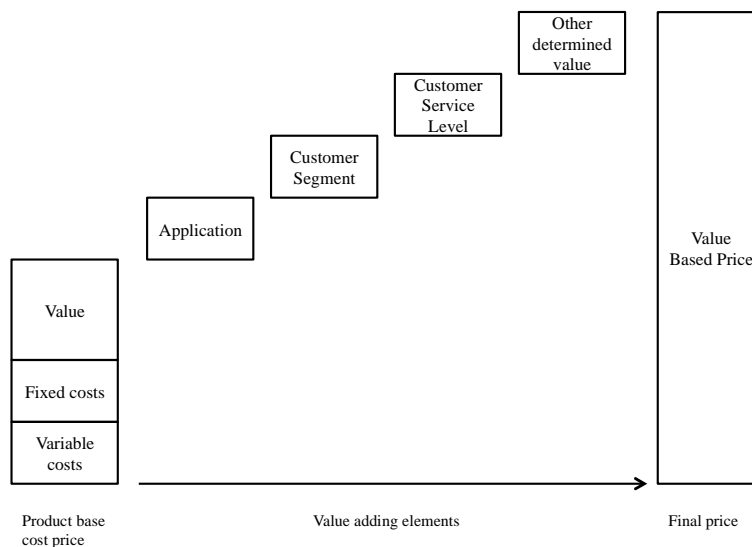 Other
determined
value
Customer
Service
Level
Customer
Segment
Application
Value
Based Price
Value
Fixed costs
Variable
costs
Product base
cost price
Value adding elements
Final price